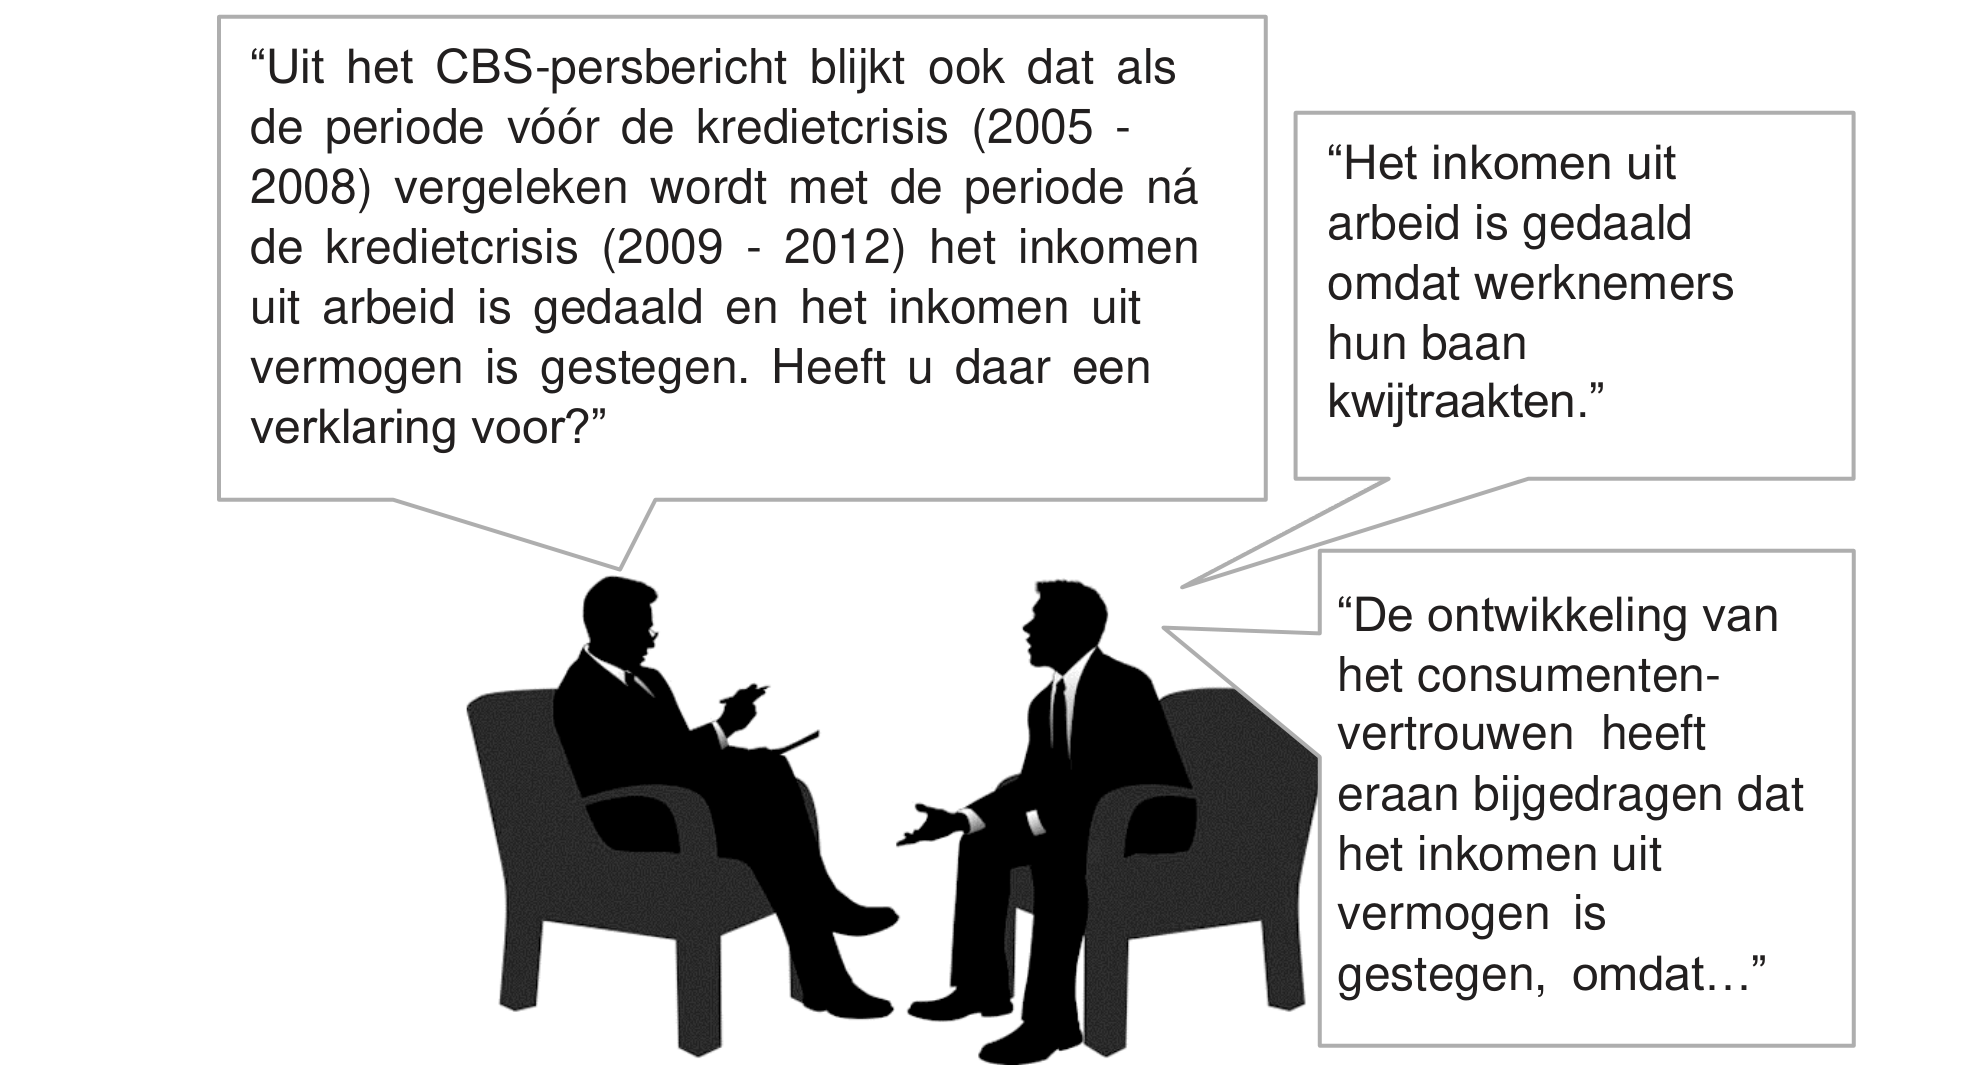 “Uit het CBS-persbericht blijkt ook dat als
de periode vóór de kredietcrisis (2005 -
2008) vergeleken wordt met de periode ná
de kredietcrisis (2009 - 2012) het inkomen
uit arbeid is gedaald en het inkomen uit
vermogen is gestegen. Heeft u daar een
verklaring voor?”
“Het inkomen uit
arbeid is gedaald
omdat werknemers
hun baan
kwijtraakten.”
“De ontwikkeling van
het consumenten-
vertrouwen heeft
eraan bijgedragen dat
het inkomen uit
vermogen is
gestegen, omdat…”